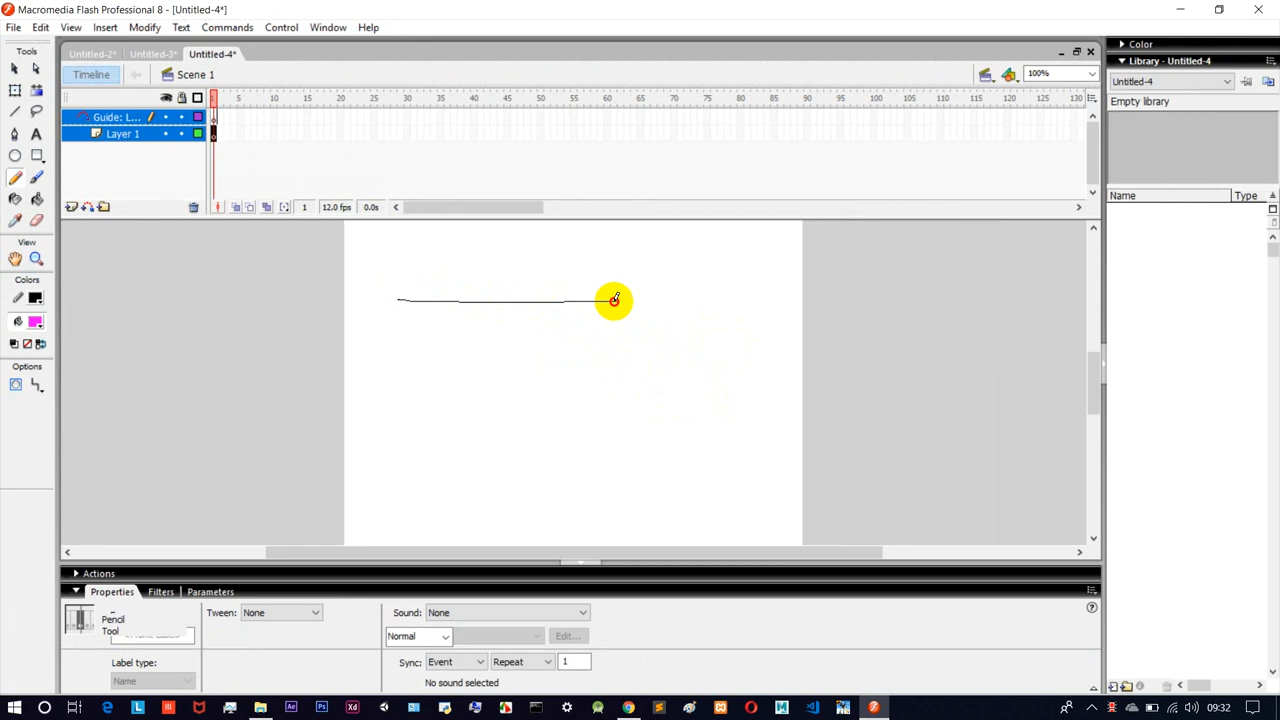 Macromedia Flash Professional 8 - [Untitled-4*]
File Edit View Insert Modify Text Commands Control Window Help
Tools
Untitled-2* Untitled-3* Untitled-4*
Color
Library - Untitled-4
Timeline Scene 1 100%
Untitled-4
Empty library
5 10 15 20 25 30 35 40 45 50 55 60 65 70 75 80 85 90 95 100 105 110 115 120 125 130
Guide: L...
Layer 1
Name Type
1 12.0 fps 0.0s
View
Colors
Options
Actions
Properties Filters Parameters
Pencil
Tool
Tween: None
Sound: None
Normal Edit...
Label type:
Name
Sync: Event Repeat 1
No sound selected
09:32